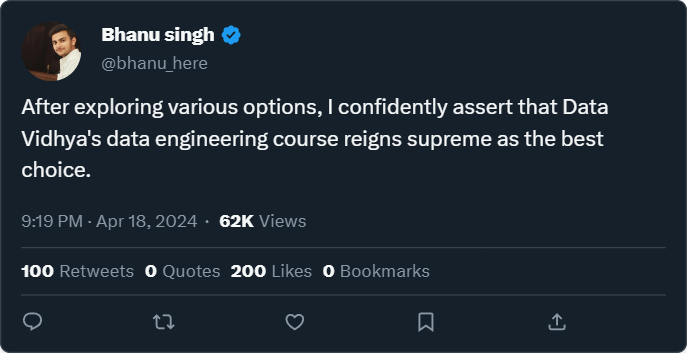 Bhanu singh
@bhanu_here
After exploring various options, I confidently assert that Data
Vidhya's data engineering course reigns supreme as the best
choice.
9:19 PM · Apr 18, 2024 · 62K Views
100 Retweets 0 Quotes 200 Likes 0 Bookmarks